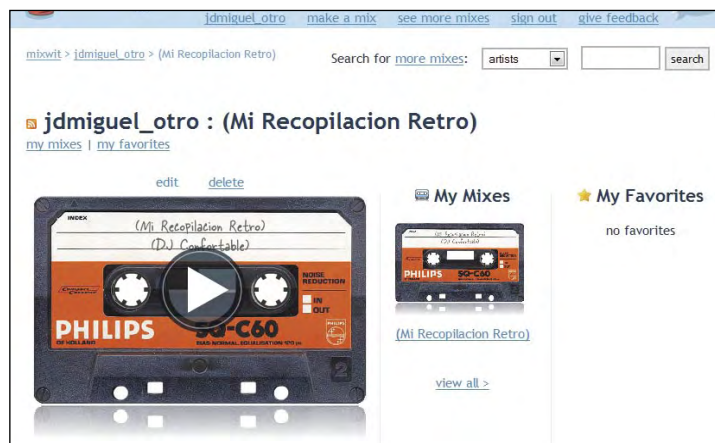 jdmiguel_otro make a mix see more mixes sign out give feedback
mixwit > jdmiguel_otro > (Mi Recopilacion Retro)
Search for more mixes: artists search
jdmiguel_otro : (Mi Recopilacion Retro)
my mixes | my favorites
edit delete
INDEX
(Mi Recopilacion Retro)
(DJ Confortable)
NOISE
REDUCTION
IN
OUT
PHILIPS
OF HOLLAND
SQ-C60
2
My Mixes
(Mi Recopilacion Retro)
PHILIPS SQ-C60
(Mi Recopilacion Retro)
view all >
My Favorites
no favorites